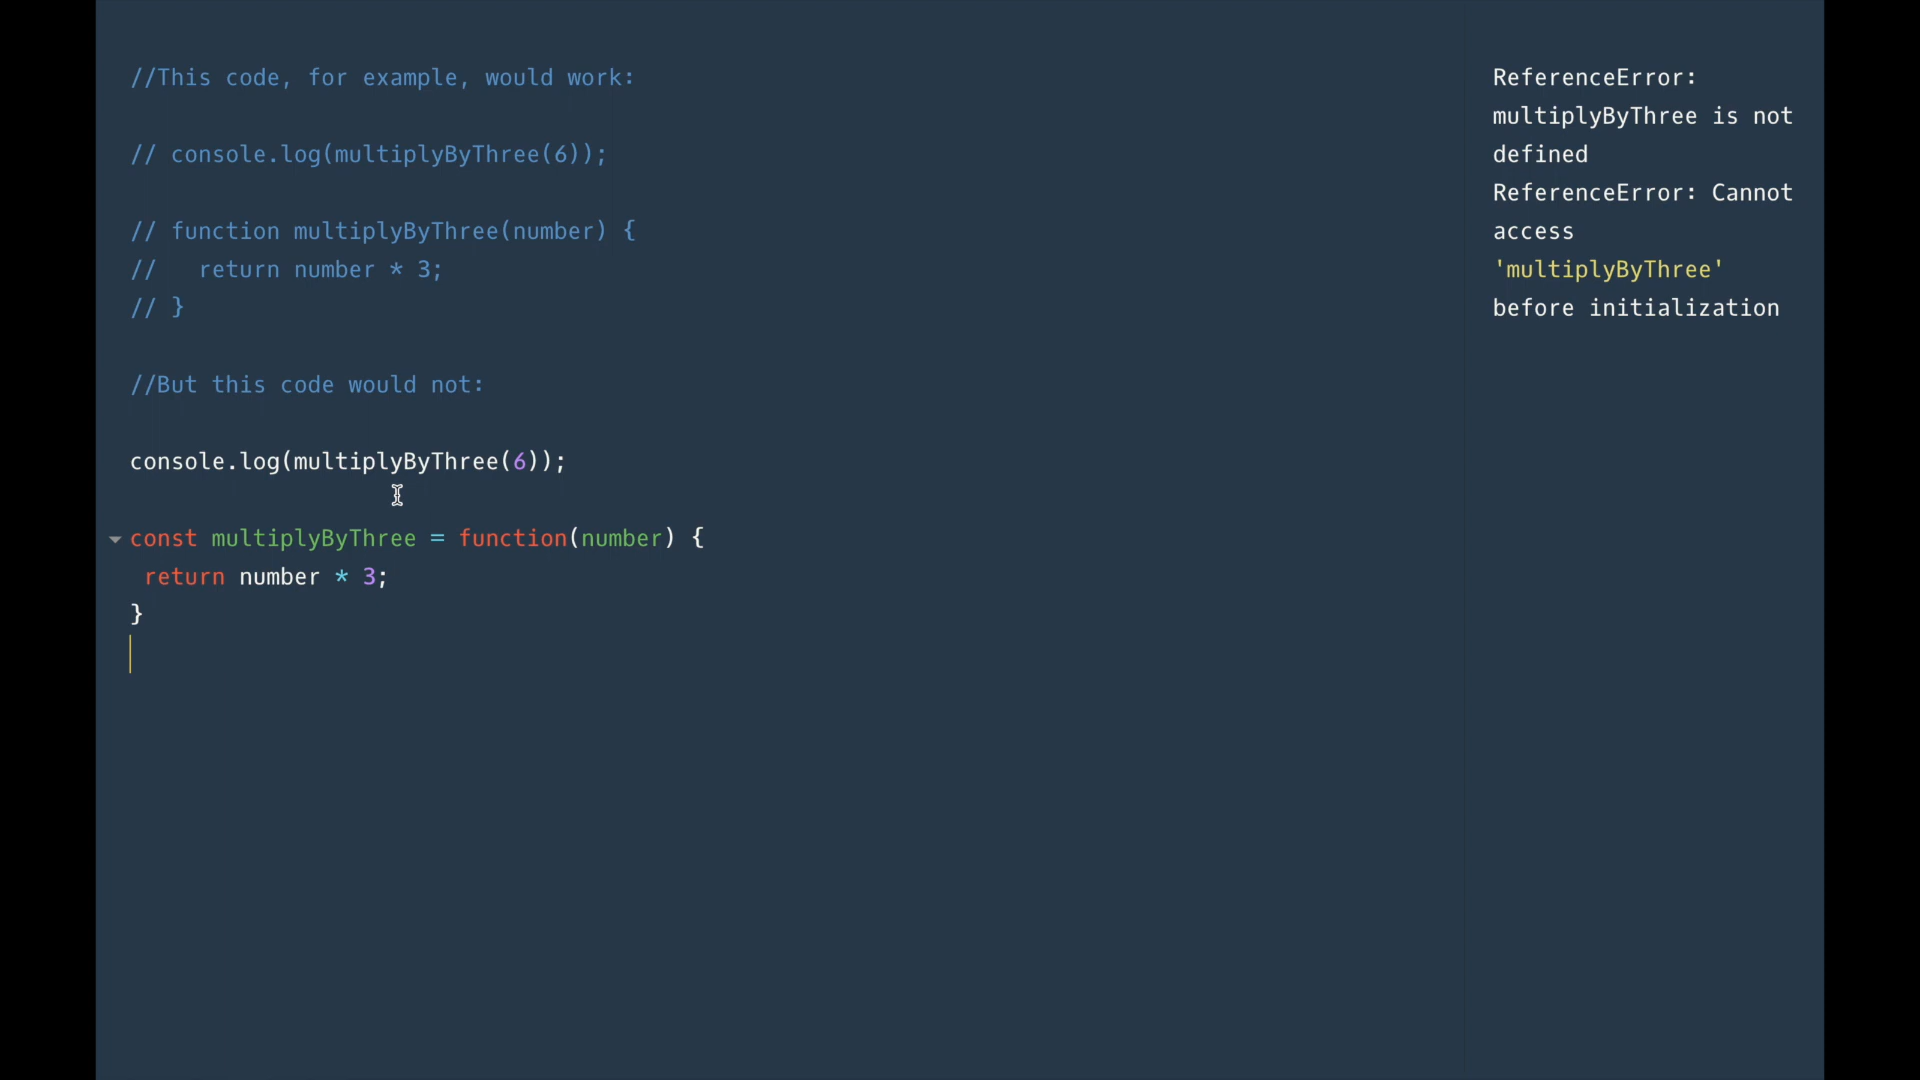 //This code, for example, would work:
// console.log(multiplyByThree(6));
// function multiplyByThree(number) {
//   return number * 3;
// }
//But this code would not:
console.log(multiplyByThree(6));
const multiplyByThree = function(number) {
 return number * 3;
}
ReferenceError:
multiplyByThree is not
defined
ReferenceError: Cannot
access
'multiplyByThree'
before initialization